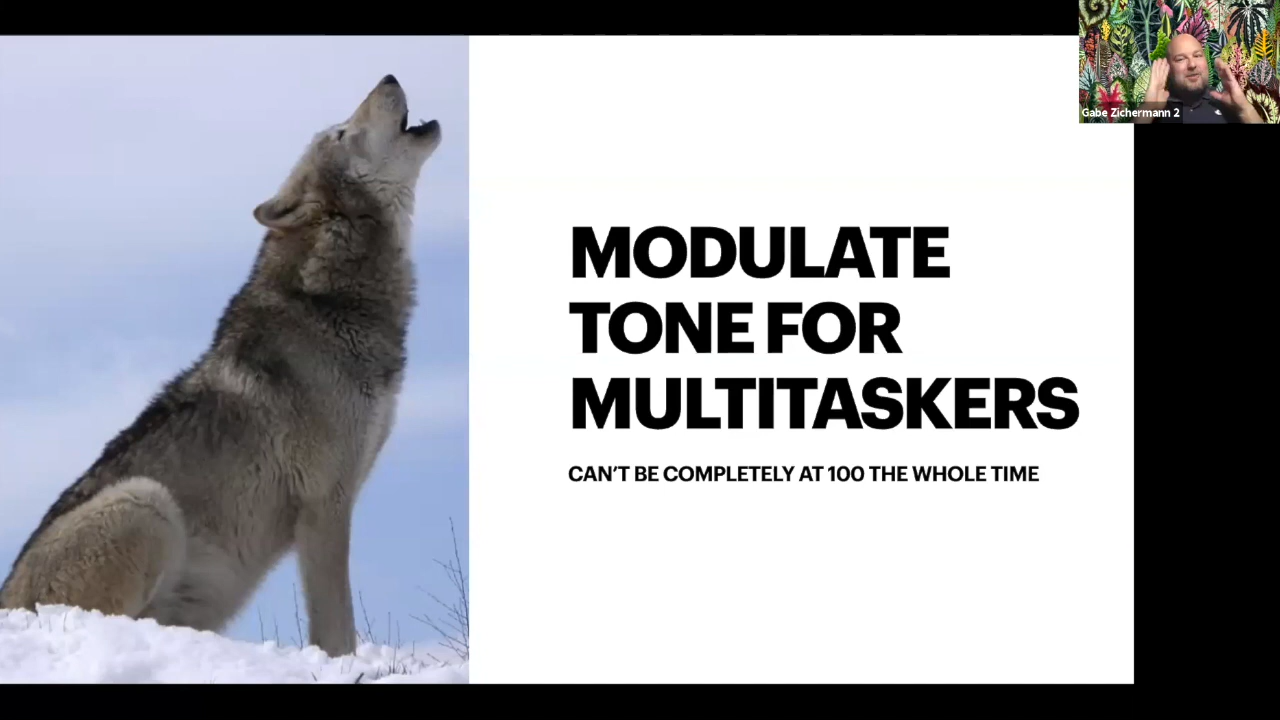 Gabe Zichermann 2
MODULATE
TONE FOR
MULTITASKERS
CAN'T BE COMPLETELY AT 100 THE WHOLE TIME